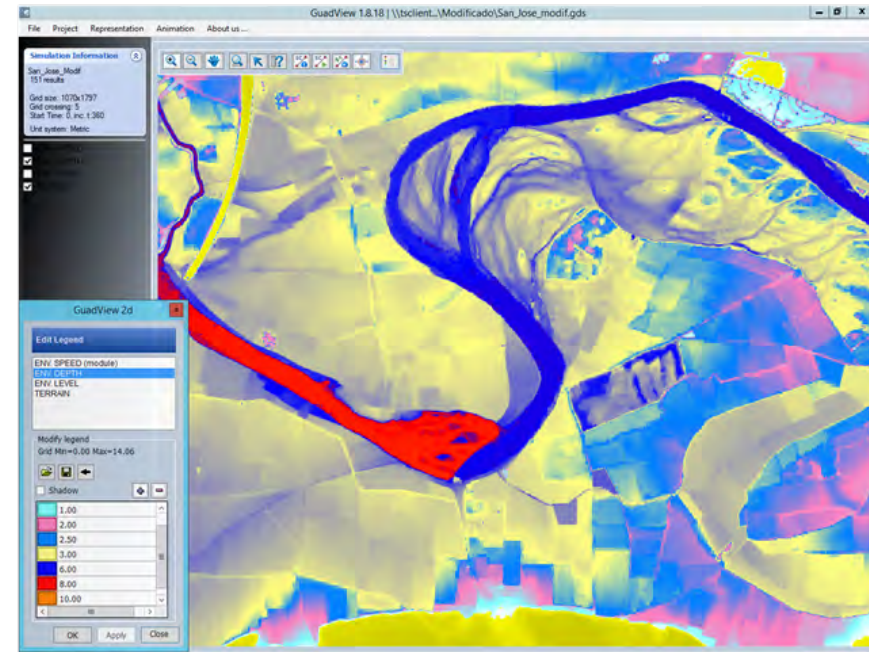 GuadView 1.8.18 | \\tsclient...\Modificado\San_Jose_modif.gds
File Project Representation Animation About us ...
Simulation Information
San_Jose_Modif
151 results
Grid size: 1070x1797
Grid crossing: 5
Start Time: 0, inc. t:360
Unit system: Metric
GuadView 2d
Edit Legend
ENV. SPEED (module)
ENV. DEPTH
ENV. LEVEL
TERRAIN
Modify legend
Grid Min=0.00 Max=14.06
Shadow
1.00
2.00
2.50
3.00
6.00
8.00
10.00
OK Apply Close